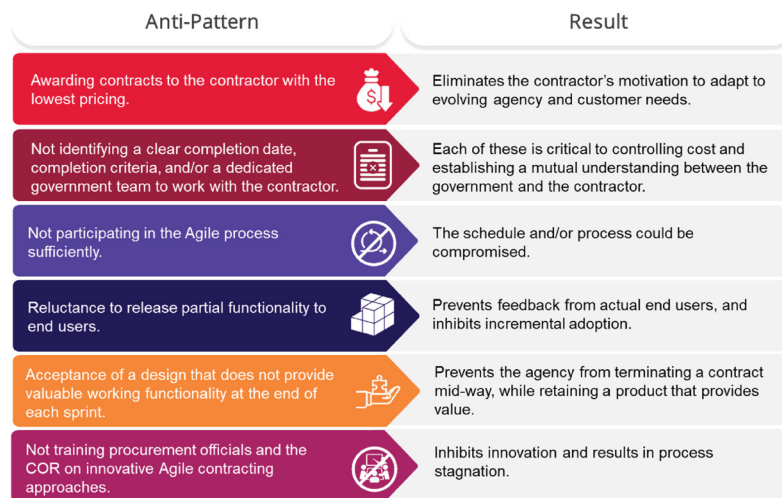 Anti-Pattern
Result
Awarding contracts to the contractor with the
lowest pricing.
Eliminates the contractor's motivation to adapt to
evolving agency and customer needs.
Not identifying a clear completion date,
completion criteria, and/or a dedicated
government team to work with the contractor.
Each of these is critical to controlling cost and
establishing a mutual understanding between the
government and the contractor.
Not participating in the Agile process
sufficiently.
The schedule and/or process could be
compromised.
Reluctance to release partial functionality to
end users.
Prevents feedback from actual end users, and
inhibits incremental adoption.
Acceptance of a design that does not provide
valuable working functionality at the end of
each sprint.
Prevents the agency from terminating a contract
mid-way, while retaining a product that provides
value.
Not training procurement officials and the
COR on innovative Agile contracting
approaches.
Inhibits innovation and results in process
stagnation.